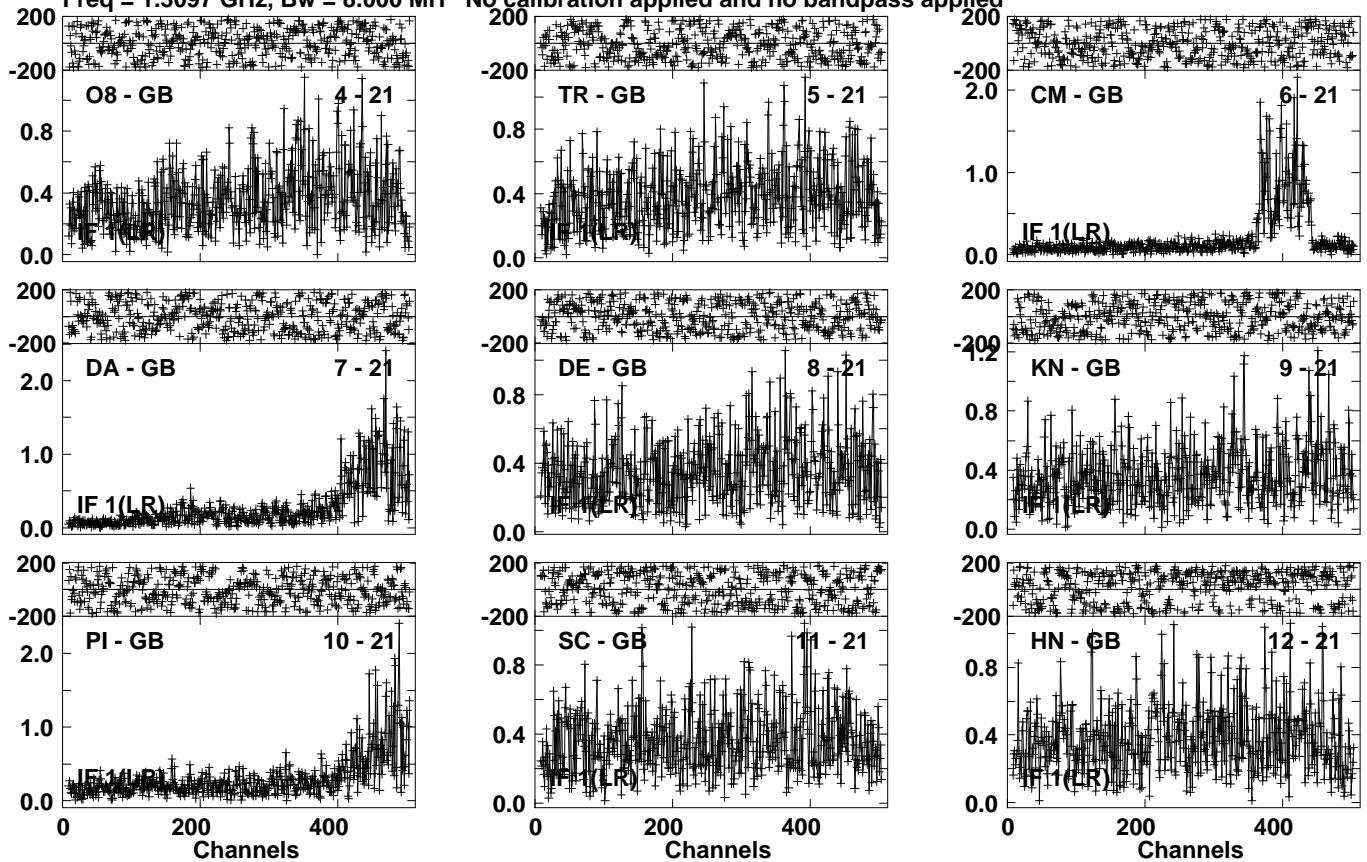 Freq = 1.5097 GHz, Bw = 8.000 MH No calibration applied and no bandpass applied
200
-200
O8 - GB 4 - 21
0.8
0.4
0.0
IF 1(LR)
200
-200
TR - GB 5 - 21
0.8
0.4
0.0
IF 1(LR)
200
-200
CM - GB 6 - 21
2.0
1.0
0.0
IF 1(LR)
200
-200
DA - GB 7 - 21
2.0
1.0
0.0
IF 1(LR)
200
-200
DE - GB 8 - 21
0.8
0.4
0.0
IF 1(LR)
200
-200
1.2
KN - GB 9 - 21
0.8
0.4
0.0
IF 1(LR)
200
-200
PI - GB 10 - 21
2.0
1.0
0.0
IF 1(LR)
0 200 400
Channels
200
-200
SC - GB 11 - 21
0.8
0.4
0.0
IF 1(LR)
0 200 400
Channels
200
-200
HN - GB 12 - 21
0.8
0.4
0.0
IF 1(LR)
0 200 400
Channels